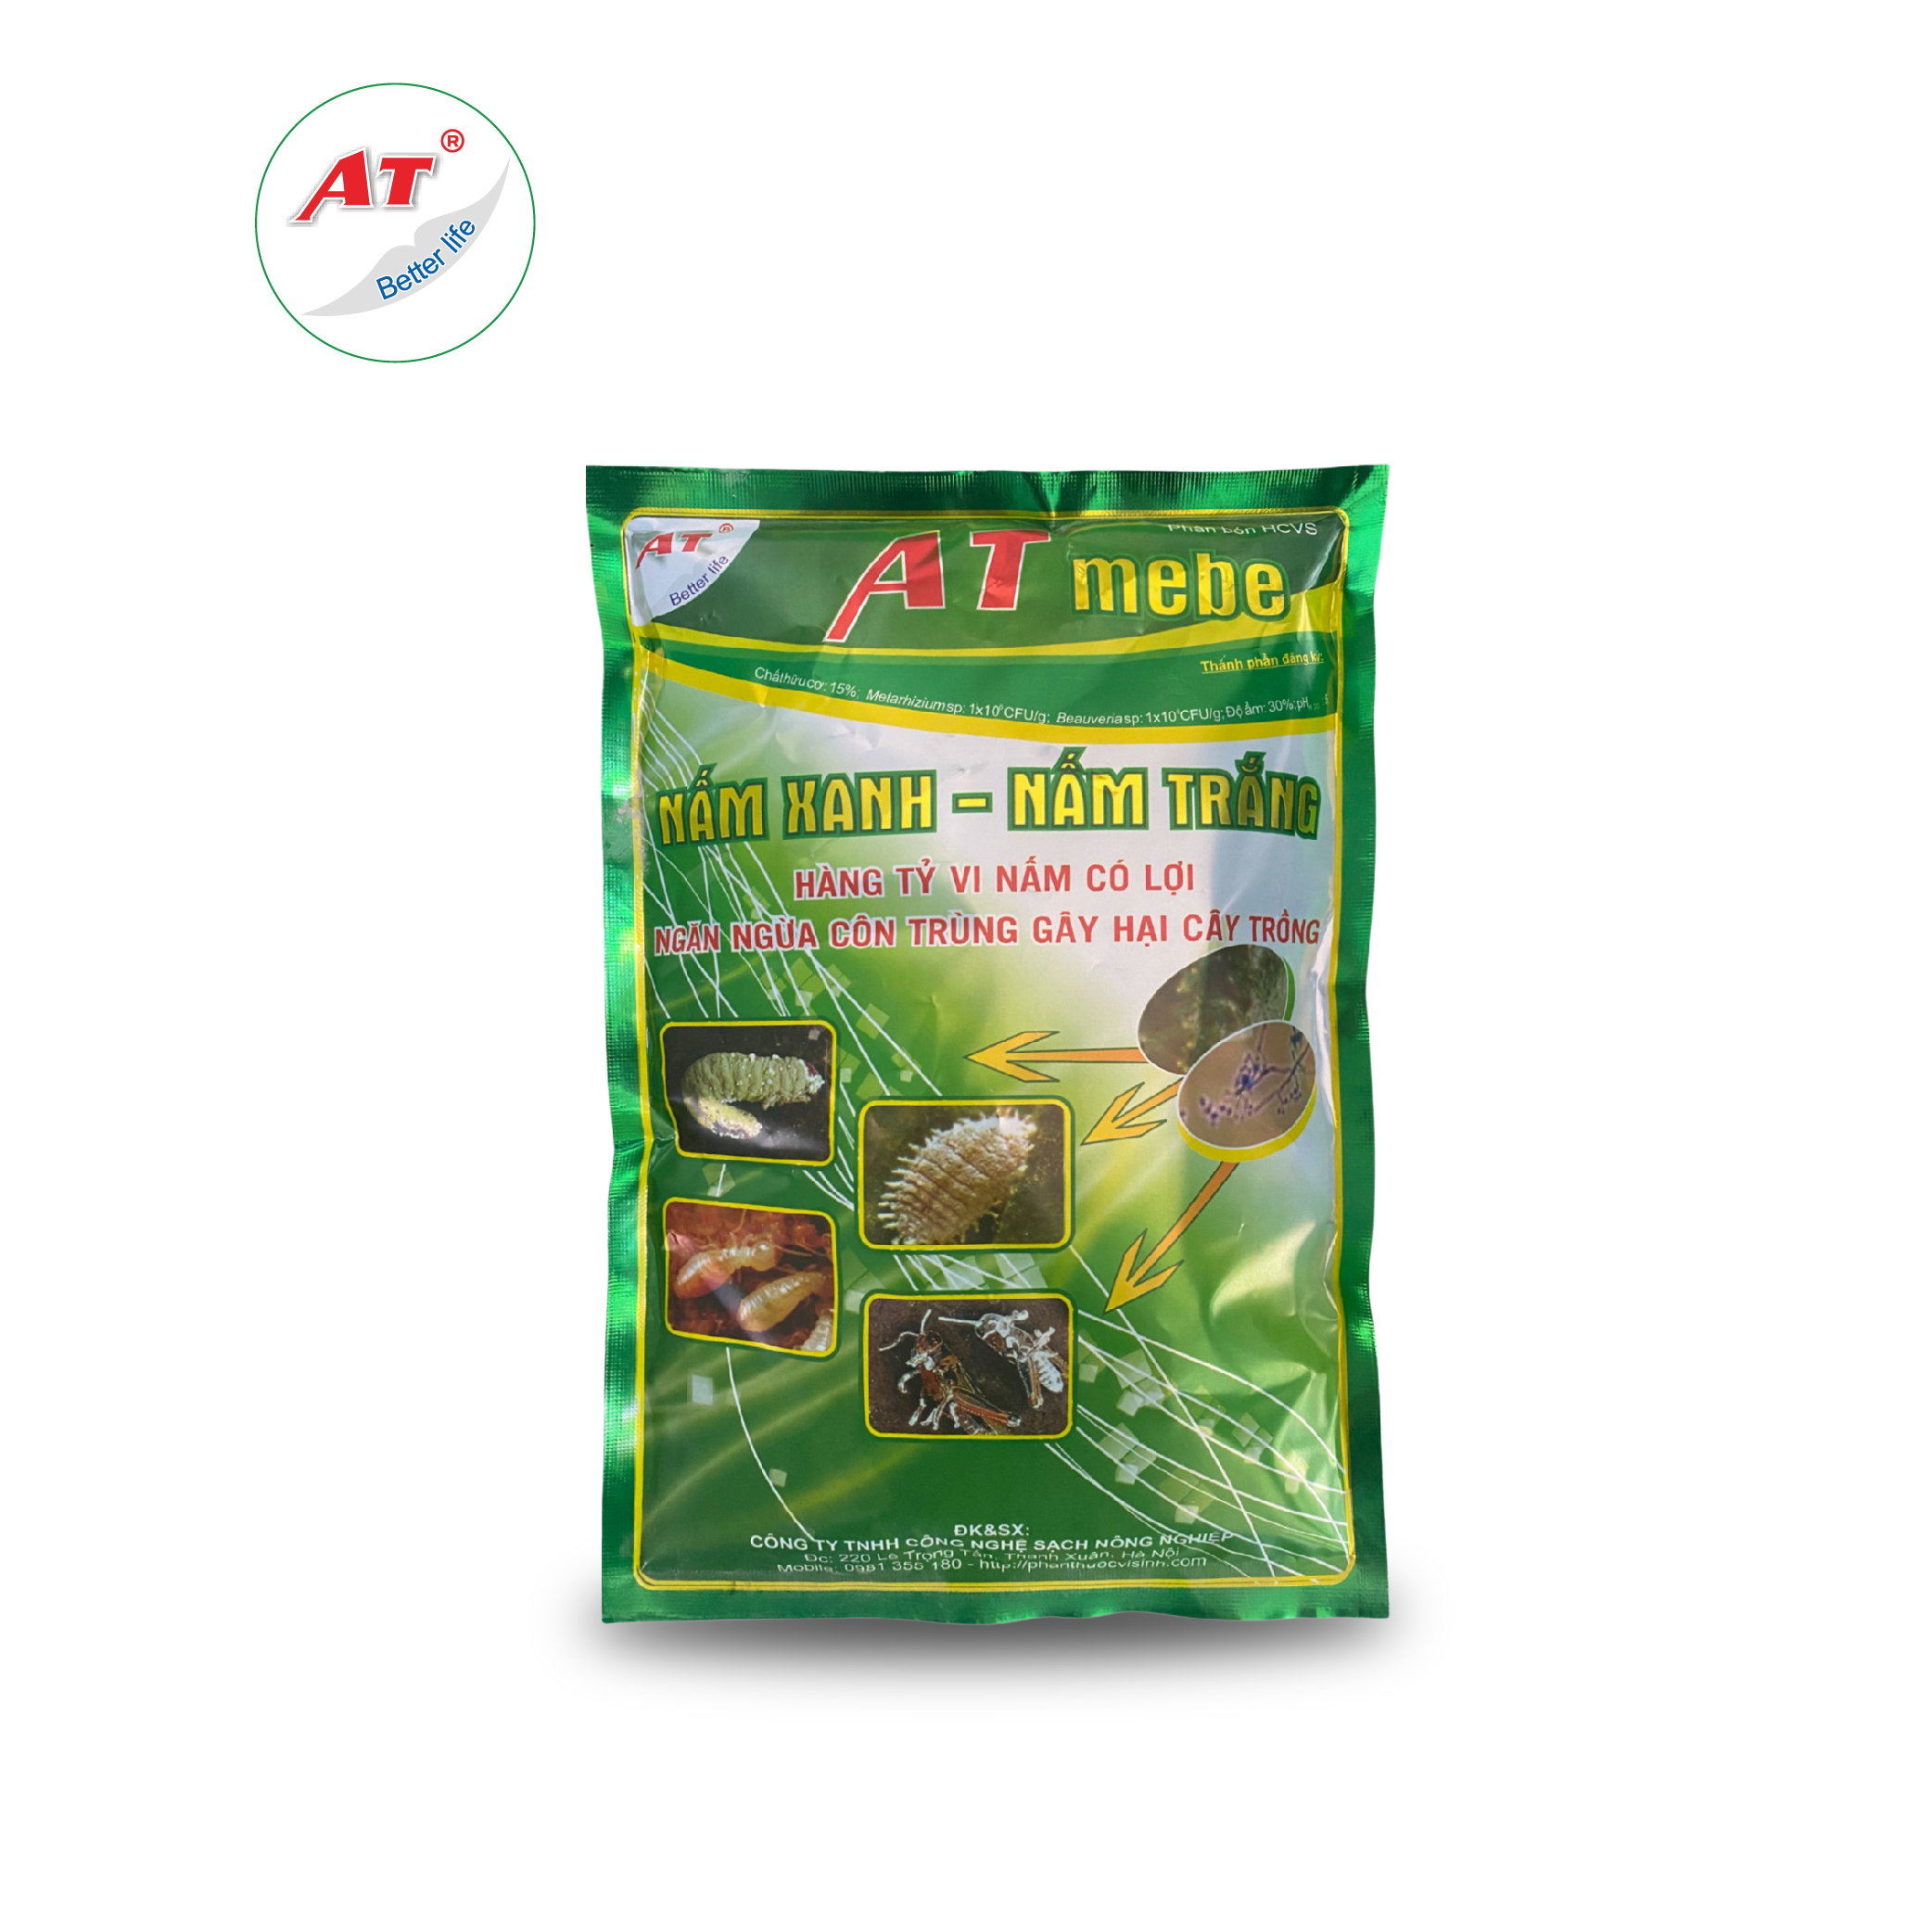 AT ®
Better life
AT ®
Better life
Phân bón HCVS
AT mebe
Thành phần đăng ký:
Chất hữu cơ: 15%; Metarhizium sp: 1x10 CFU/g; Beauveria sp: 1x10 CFU/g; Độ ẩm: 30%; pH
NẤM XANH – NẤM TRẮNG
HÀNG TỶ VI NẤM CÓ LỢI
NGĂN NGỪA CÔN TRÙNG GÂY HẠI CÂY TRỒNG
ĐK&SX:
CÔNG TY TNHH CÔNG NGHỆ SẠCH NÔNG NGHIỆP
Đc: 220 Lê Trọng Tấn, Thanh Xuân, Hà Nội
Mobile: 0981 355 180 - http://phanthuocvisinh.com